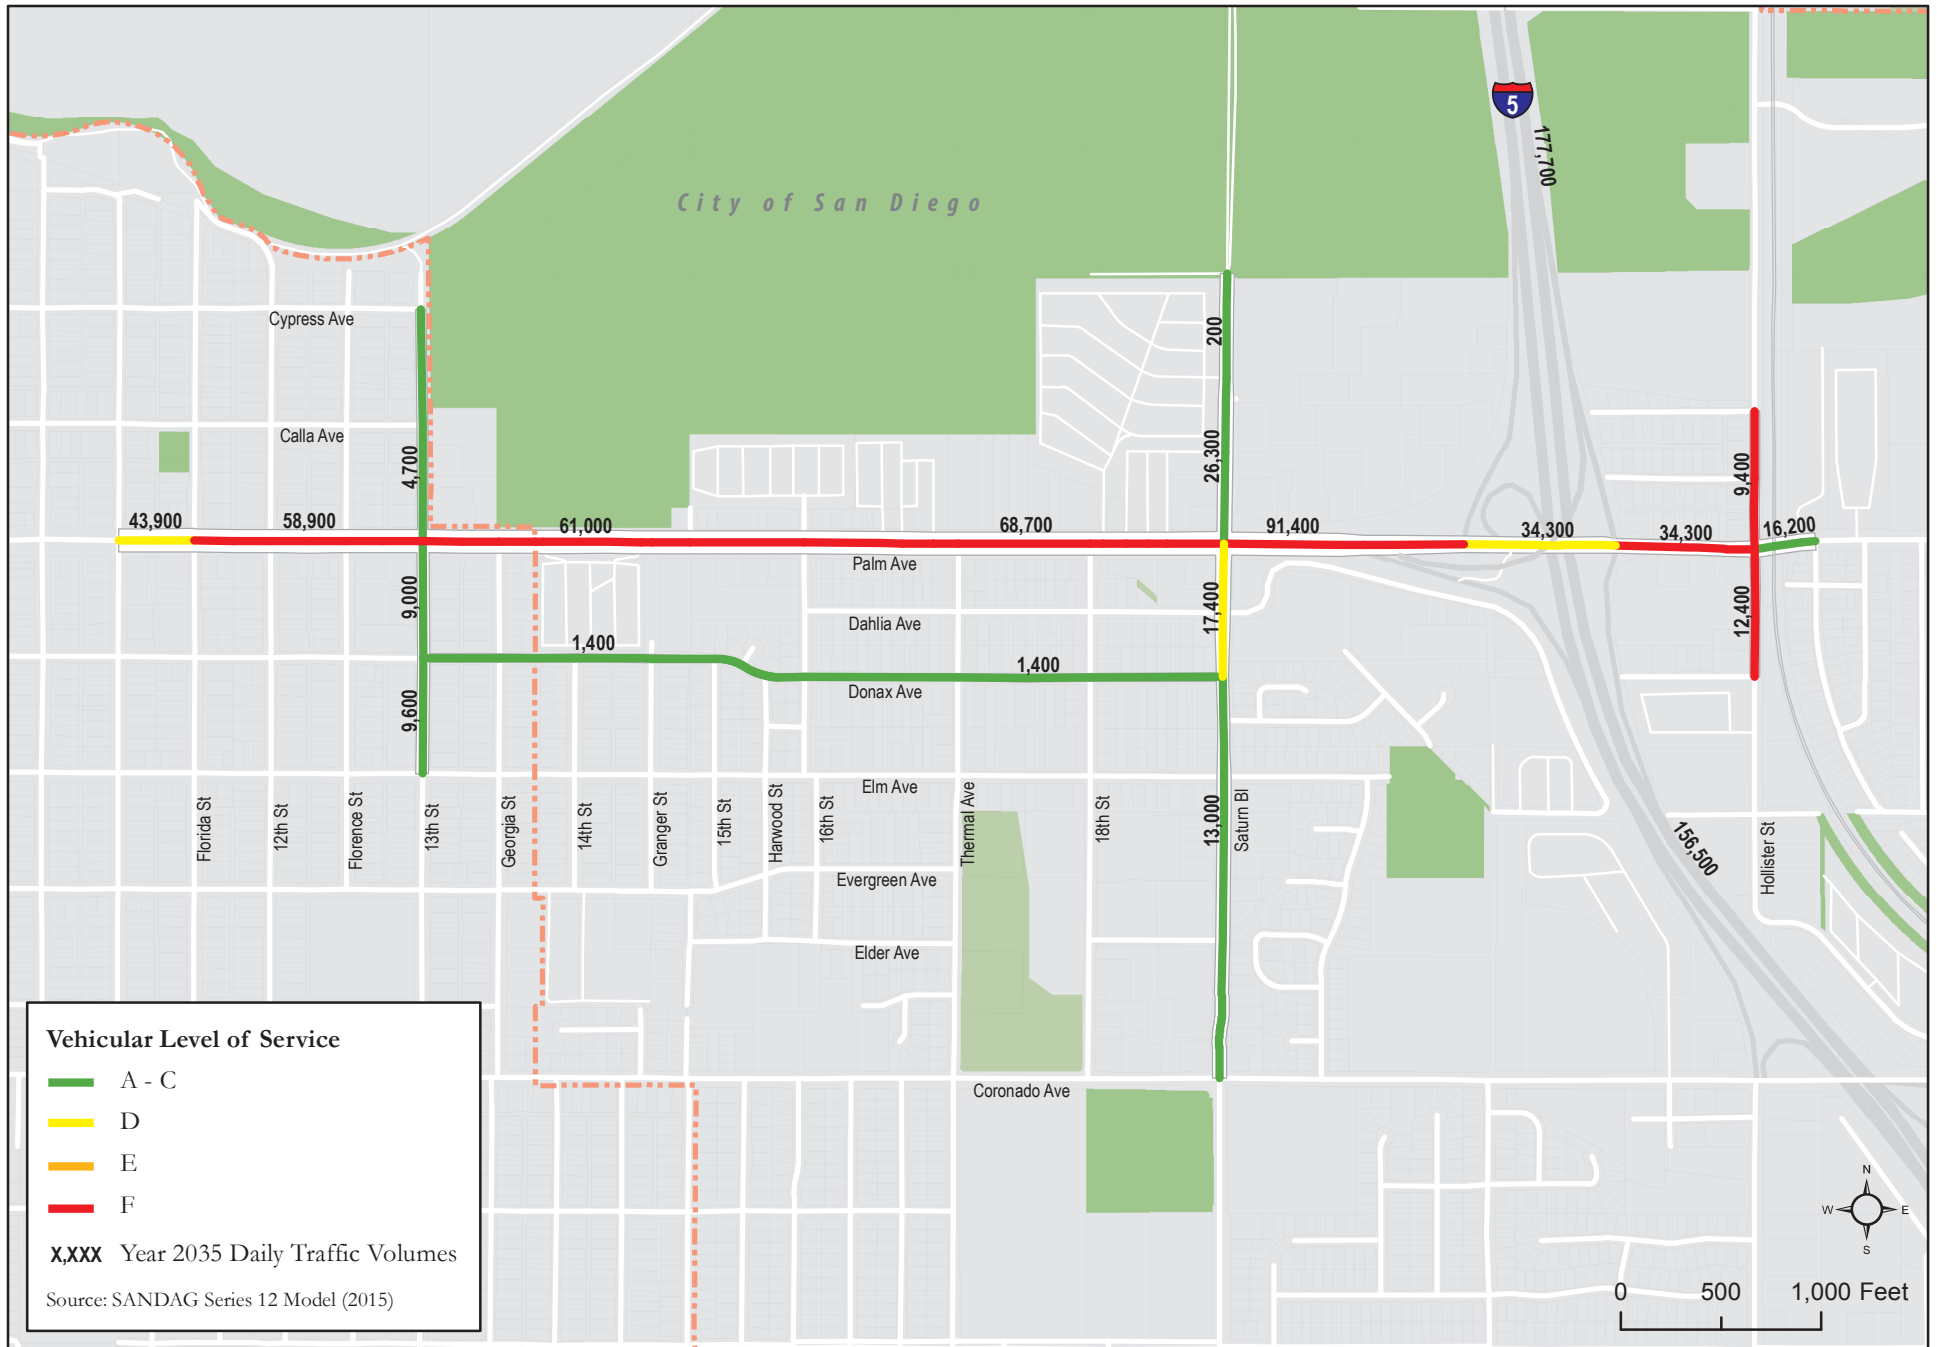 5
177,700
City of San Diego
Cypress Ave
200
Calla Ave
4,700
26,300
9,400
43,900
58,900
61,000
68,700
91,400
34,300
34,300
16,200
Palm Ave
9,000
17,400
12,400
Dahlia Ave
1,400
1,400
Donax Ave
9,600
Elm Ave
Florida St
12th St
Florence St
13th St
Georgia St
14th St
Granger St
15th St
Harwood St
16th St
Thermal Ave
18th St
13,000
Saturn Bl
156,500
Hollister St
Evergreen Ave
Elder Ave
Coronado Ave
Vehicular Level of Service
A - C
D
E
F
X,XXX Year 2035 Daily Traffic Volumes
Source: SANDAG Series 12 Model (2015)
N
W E
S
0 500 1,000 Feet